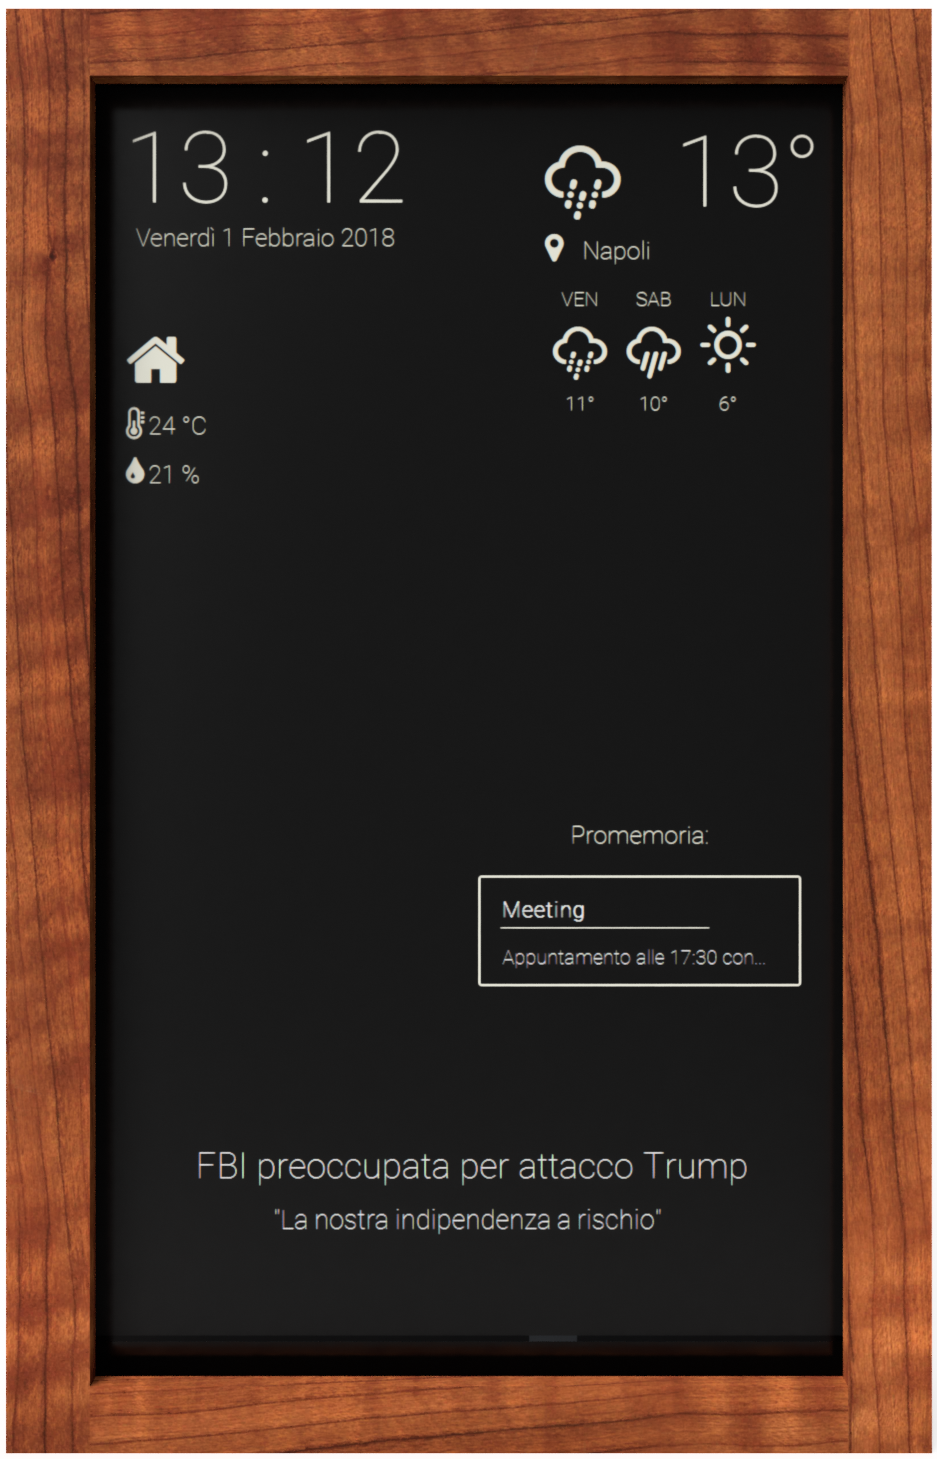 13:12
Venerdì 1 Febbraio 2018
13°
Napoli
VEN SAB LUN
11° 10° 6°
24 °C
21 %
Promemoria:
Meeting
Appuntamento alle 17:30 con...
FBI preoccupata per attacco Trump
"La nostra indipendenza a rischio"